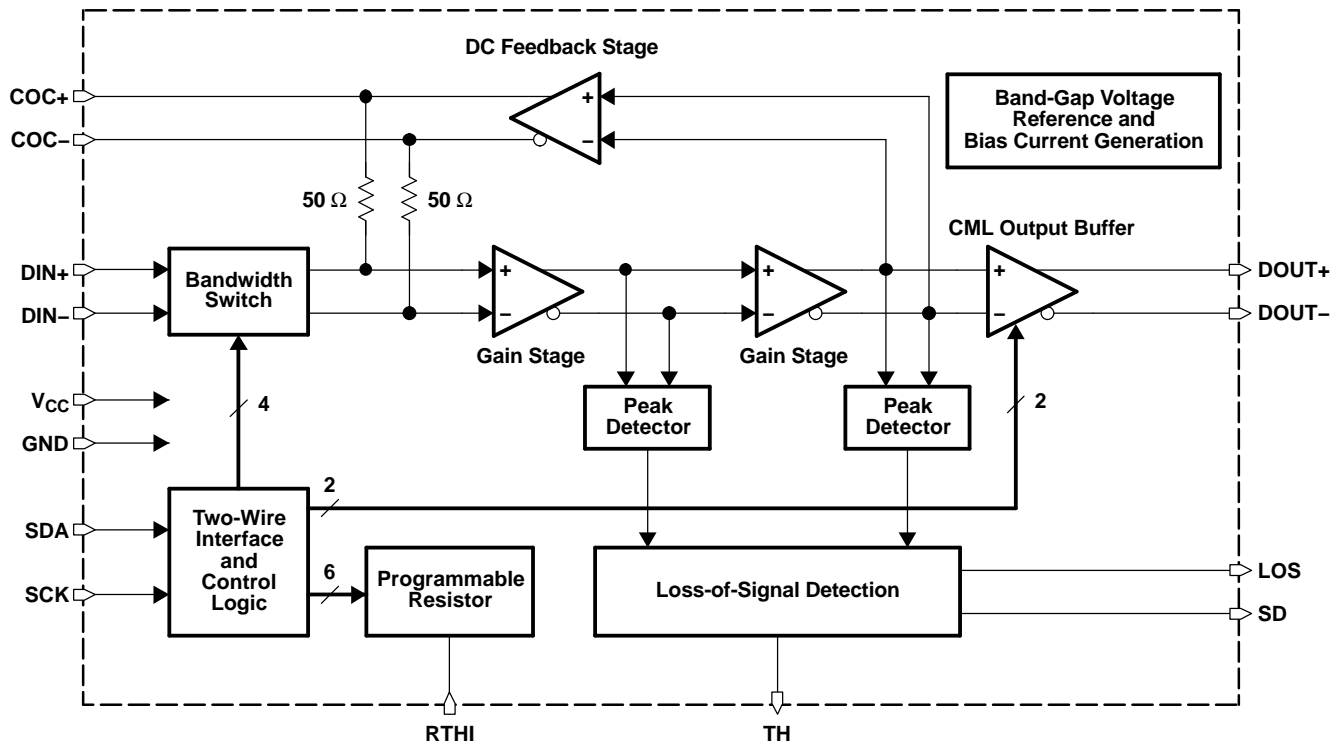 DC Feedback Stage
COC+
COC−
+
−
Band-Gap Voltage
Reference and
Bias Current Generation
50 Ω
50 Ω
CML Output Buffer
DIN+
DIN−
Bandwidth
Switch
+
−
Gain Stage
+
−
Gain Stage
+
−
DOUT+
DOUT−
VCC
GND
4
Peak
Detector
Peak
Detector
2
2
SDA
SCK
Two-Wire
Interface
and
Control
Logic
6
Programmable
Resistor
Loss-of-Signal Detection
LOS
SD
RTHI
TH